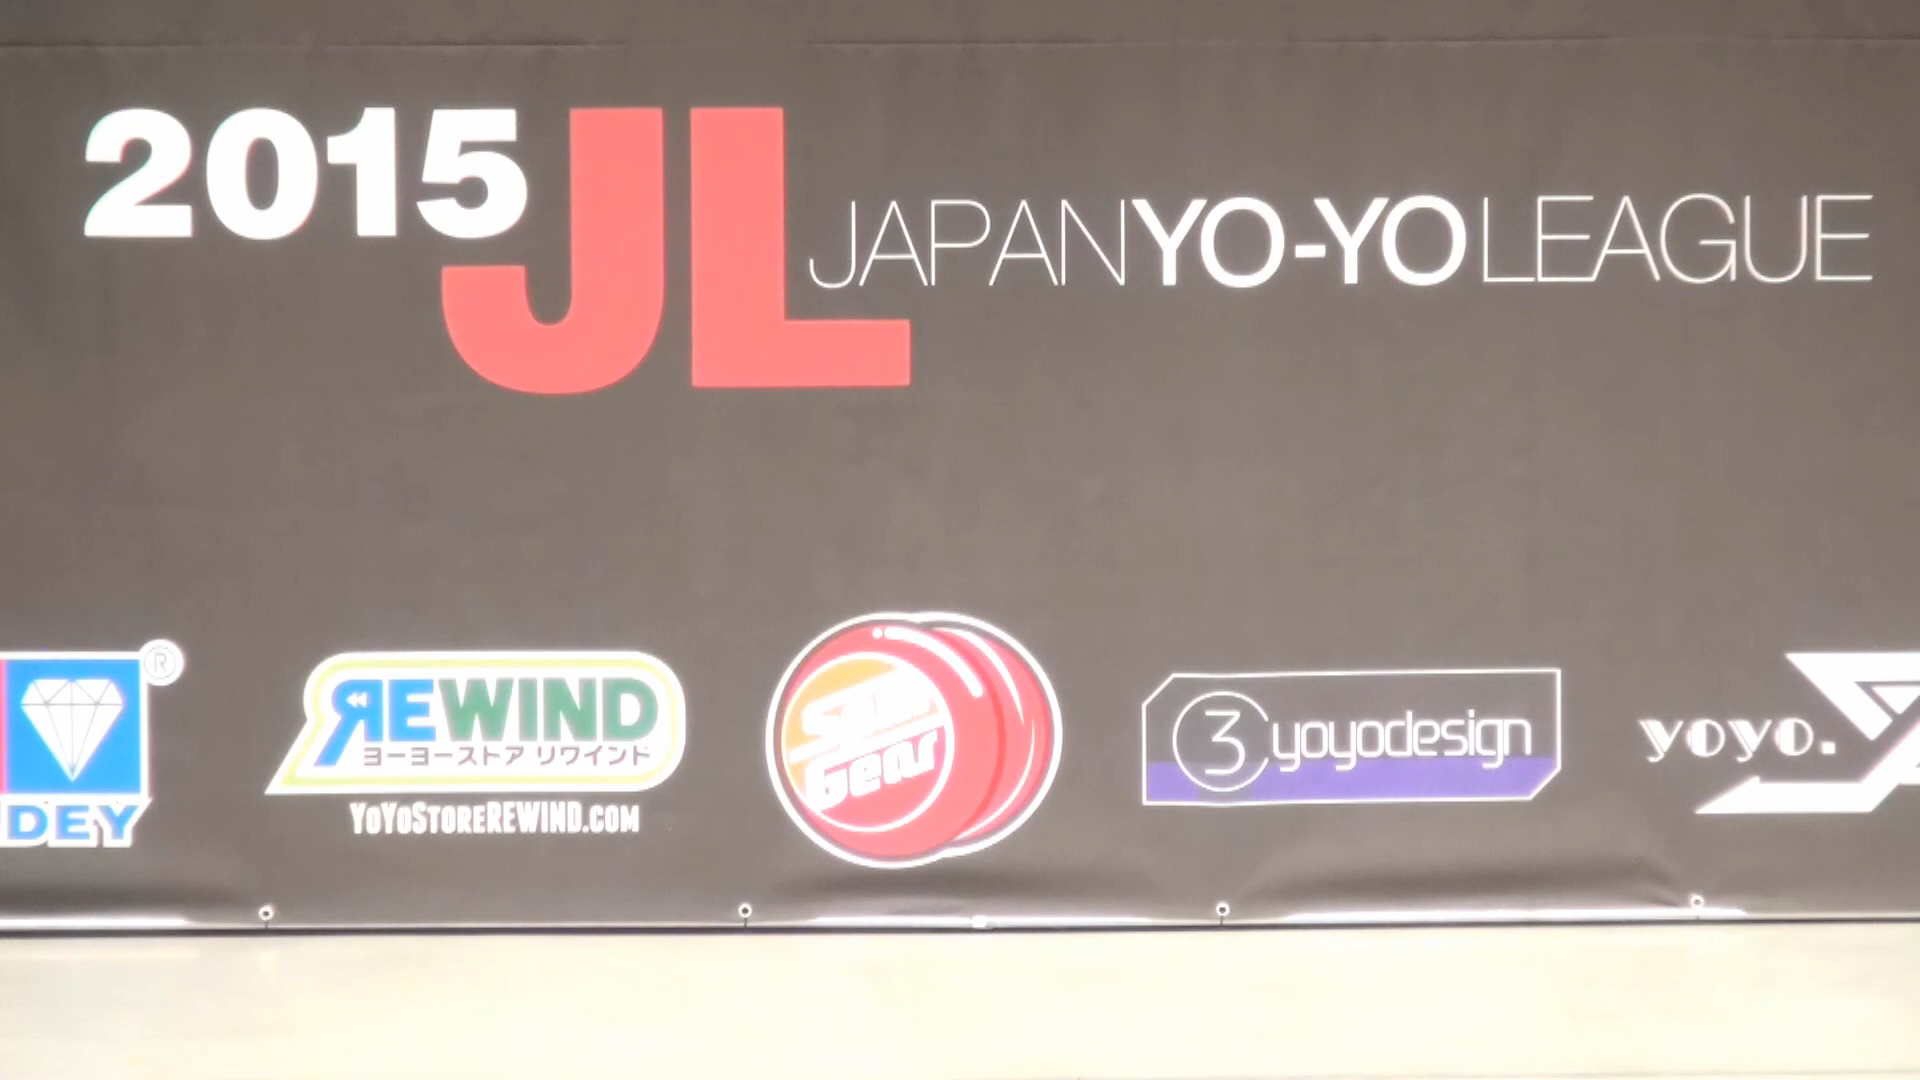 2015 JL JAPAN YO-YO LEAGUE
®
DEY
REWIND
ヨーヨーストア リワインド
YOYOSTOREREWIND.COM
Spin
Gear
3 yoyodesign
yoyo.